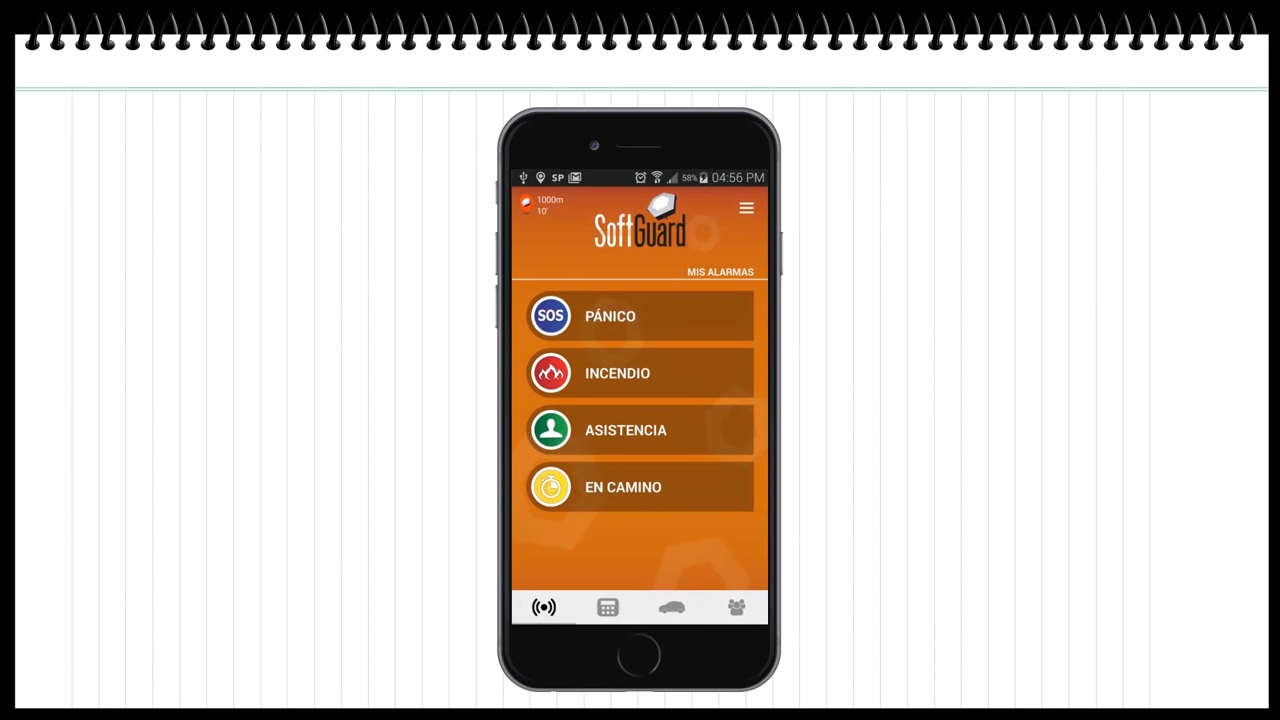 SP 58% 04:56 PM
1000m
10'
SoftGuard
MIS ALARMAS
SOS PÁNICO
INCENDIO
ASISTENCIA
EN CAMINO